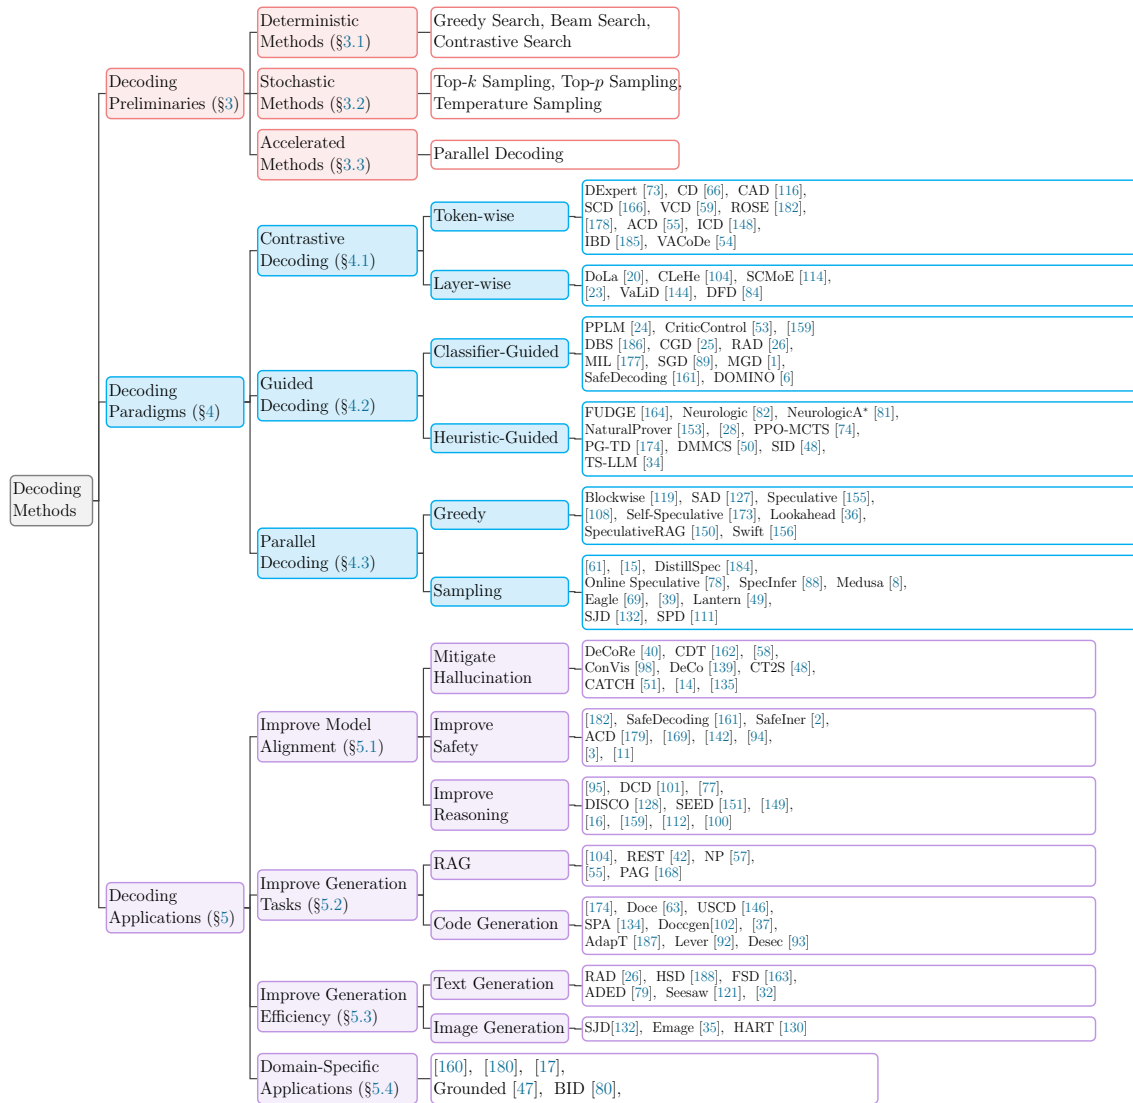 Deterministic
Methods (§3.1)
Greedy Search, Beam Search,
Contrastive Search
Decoding
Preliminaries (§3)
Stochastic
Methods (§3.2)
Top-k Sampling, Top-p Sampling,
Temperature Sampling
Accelerated
Methods (§3.3)
Parallel Decoding
Decoding
Methods
Decoding
Paradigms (§4)
Contrastive
Decoding (§4.1)
Token-wise
DExpert [73], CD [66], CAD [116],
SCD [166], VCD [59], ROSE [182],
[178], ACD [55], ICD [148],
IBD [185], VACoDe [54]
Layer-wise
DoLa [20], CLeHe [104], SCMoE [114],
[23], VaLiD [144], DFD [84]
Guided
Decoding (§4.2)
Classifier-Guided
PPLM [24], CriticControl [53], [159]
DBS [186], CGD [25], RAD [26],
MIL [177], SGD [89], MGD [1],
SafeDecoding [161], DOMINO [6]
Heuristic-Guided
FUDGE [164], Neurologic [82], NeurologicA* [81],
NaturalProver [153], [28], PPO-MCTS [74],
PG-TD [174], DMMCS [50], SID [48],
TS-LLM [34]
Parallel
Decoding (§4.3)
Greedy
Blockwise [119], SAD [127], Speculative [155],
[108], Self-Speculative [173], Lookahead [36],
SpeculativeRAG [150], Swift [156]
Sampling
[61], [15], DistillSpec [184],
Online Speculative [78], SpecInfer [88], Medusa [8],
Eagle [69], [39], Lantern [49],
SJD [132], SPD [111]
Decoding
Applications (§5)
Improve Model
Alignment (§5.1)
Mitigate
Hallucination
DeCoRe [40], CDT [162], [58],
ConVis [98], DeCo [139], CT2S [48],
CATCH [51], [14], [135]
Improve
Safety
[182], SafeDecoding [161], SafeIner [2],
ACD [179], [169], [142], [94],
[3], [11]
Improve
Reasoning
[95], DCD [101], [77],
DISCO [128], SEED [151], [149],
[16], [159], [112], [100]
Improve Generation
Tasks (§5.2)
RAG
[104], REST [42], NP [57],
[55], PAG [168]
Code Generation
[174], Doce [63], USCD [146],
SPA [134], Doccgen[102], [37],
AdapT [187], Lever [92], Desec [93]
Improve Generation
Efficiency (§5.3)
Text Generation
RAD [26], HSD [188], FSD [163],
ADED [79], Seesaw [121], [32]
Image Generation
SJD[132], Emage [35], HART [130]
Domain-Specific
Applications (§5.4)
[160], [180], [17],
Grounded [47], BID [80],